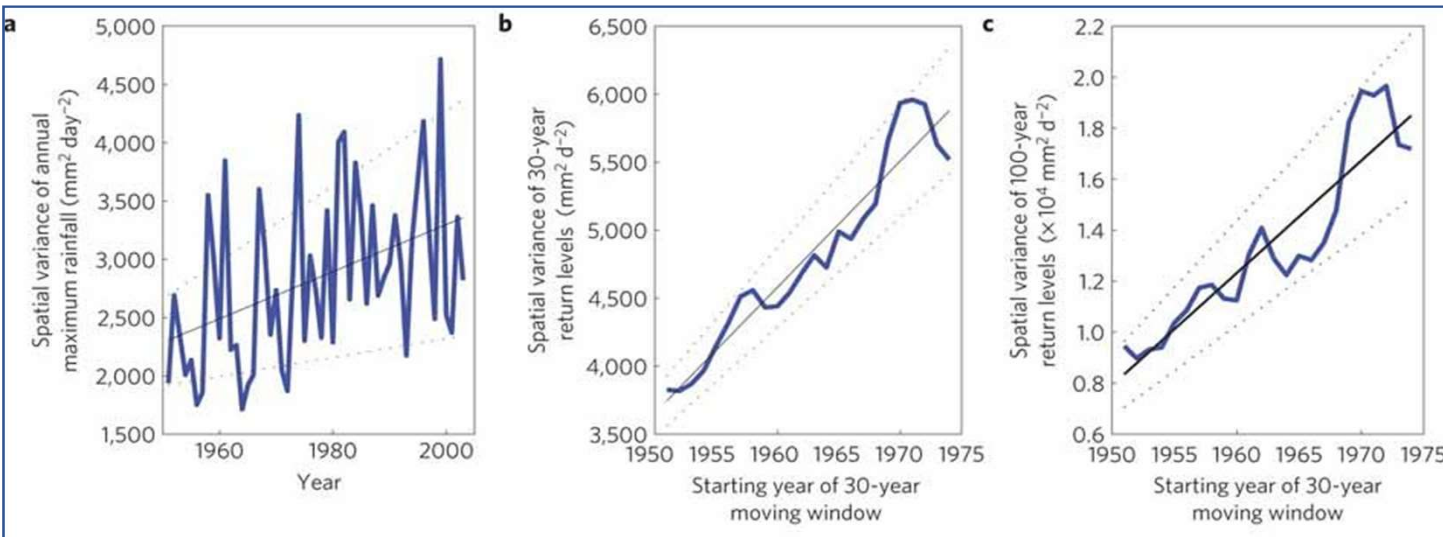 a
Spatial variance of annual
maximum rainfall (mm² day⁻²)
5,000
4,500
4,000
3,500
3,000
2,500
2,000
1,500
1960 1980 2000
Year
b
Spatial variance of 30-year
return levels (mm² d⁻²)
6,500
6,000
5,500
5,000
4,500
4,000
3,500
1950 1955 1960 1965 1970 1975
Starting year of 30-year
moving window
c
Spatial variance of 100-year
return levels (× 10⁴ mm² d⁻²)
2.2
2.0
1.8
1.6
1.4
1.2
1.0
0.8
0.6
1950 1955 1960 1965 1970 1975
Starting year of 30-year
moving window